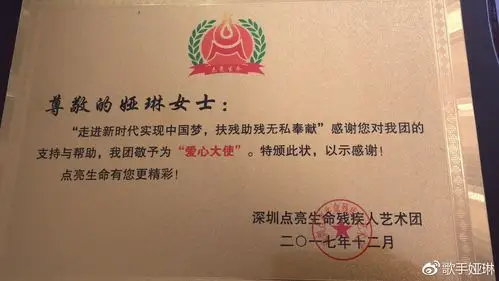 点亮生命
尊敬的娅琳女士：
“走进新时代实现中国梦，扶残助残无私奉献”感谢您对我团的
支持与帮助，我团敬予为“爱心大使”。特颁此状，以示感谢！
点亮生命有您更精彩！
深圳点亮生命残疾人艺术团
二〇一七年十二月
@歌手娅琳